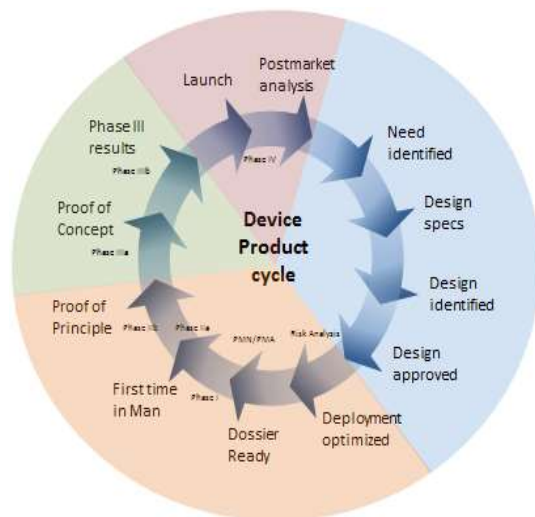 Launch
Postmarket
analysis
Phase III
results
Need
identified
Phase IIIb
Phase IV
Proof of
Concept
Device
Product
cycle
Design
specs
Phase IIIa
Design
identified
Proof of
Principle
Phase IIb
Phase IIa
PMN/PMA
Risk Analysis
Design
approved
First time
in Man
Phase I
Dossier
Ready
Deployment
optimized